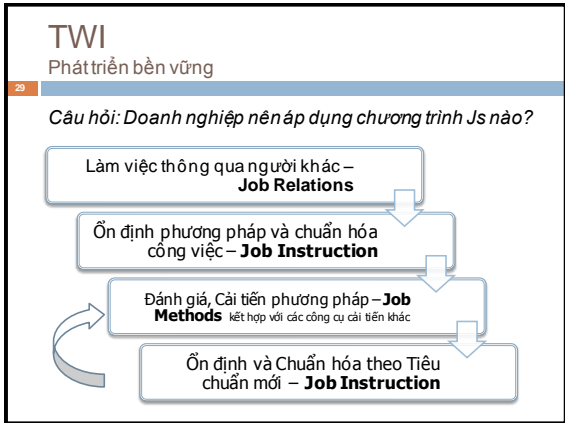 TWI
Phát triển bền vững
29
Câu hỏi: Doanh nghiệp nên áp dụng chương trình Js nào?
Làm việc thông qua người khác –
Job Relations
Ổn định phương pháp và chuẩn hóa
công việc – Job Instruction
Đánh giá, Cải tiến phương pháp – Job
Methods kết hợp với các công cụ cải tiến khác
Ổn định và Chuẩn hóa theo Tiêu
chuẩn mới – Job Instruction